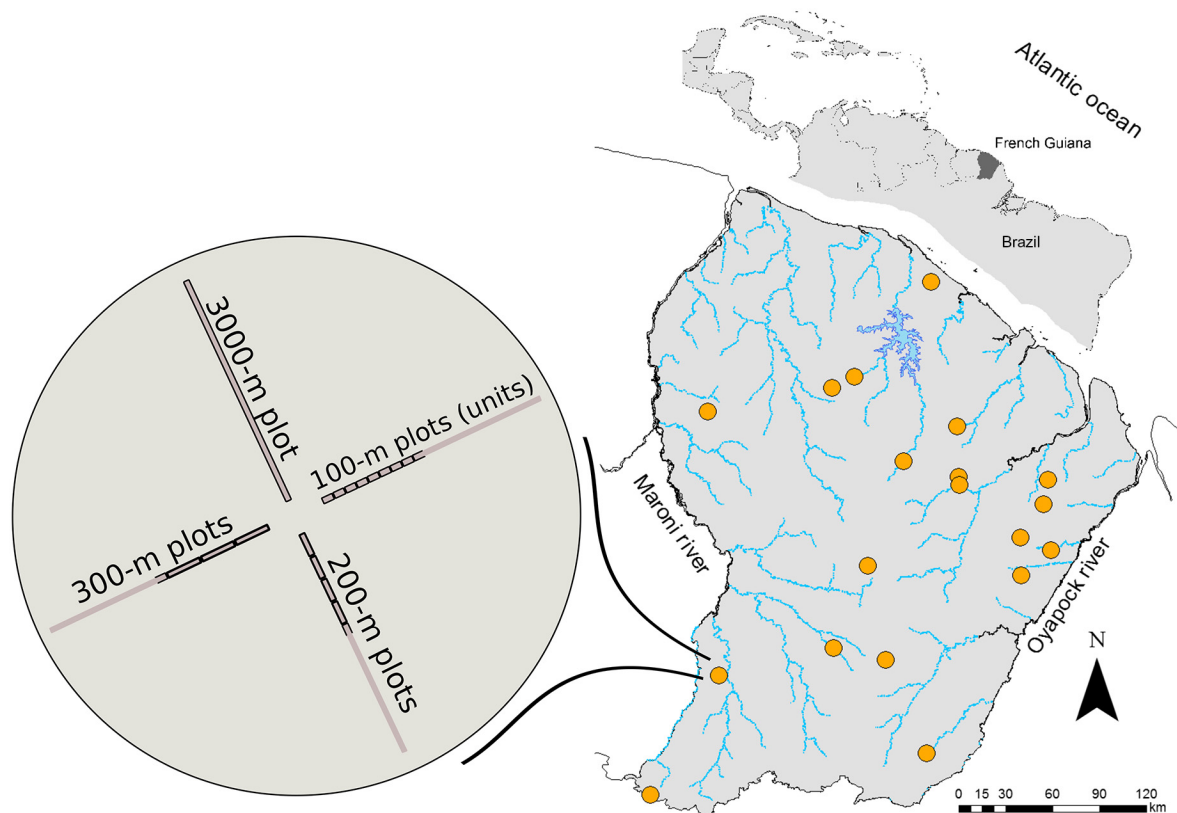 Atlantic ocean
French Guiana
Brazil
3000-m plot
100-m plots (units)
300-m plots
200-m plots
Maroni river
Oyapock river
N
0 15 30 60 90 120
km